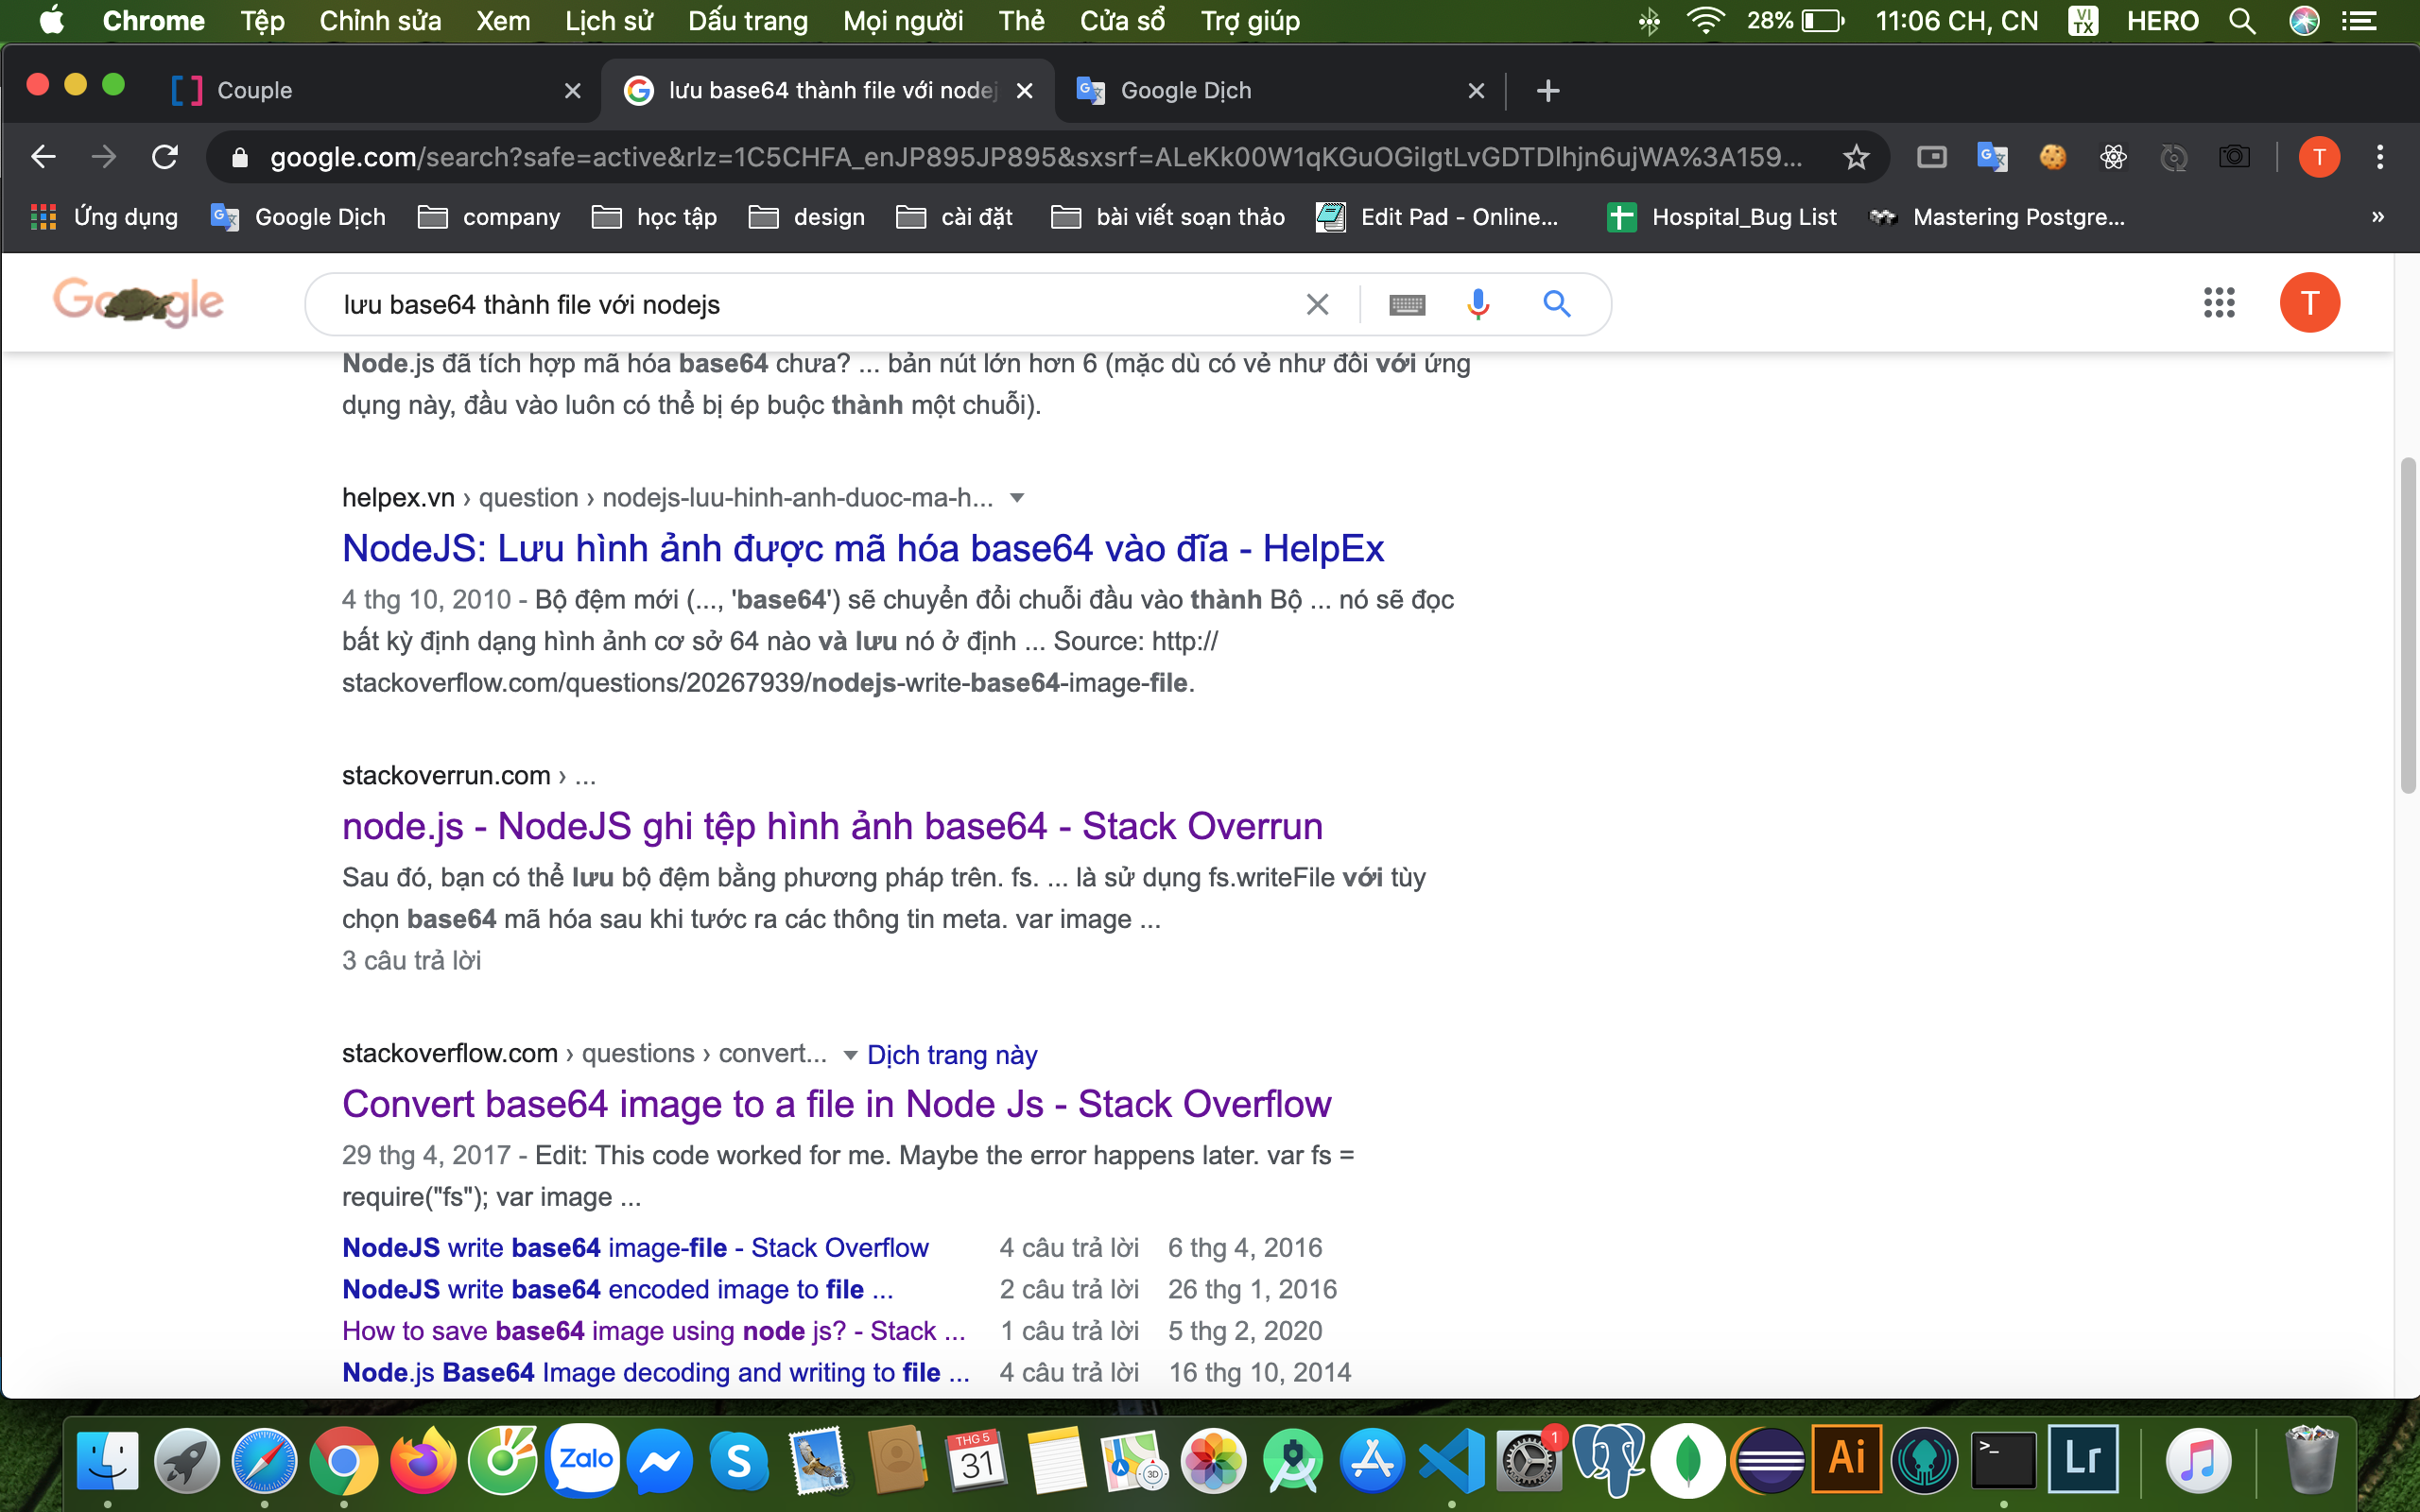 Chrome Tệp Chỉnh sửa Xem Lịch sử Dấu trang Mọi người Thẻ Cửa sổ Trợ giúp 28% 11:06 CH, CN VI TX HERO
Couple lưu base64 thành file với nodej Google Dịch
google.com/search?safe=active&rlz=1C5CHFA_enJP895JP895&sxsrf=ALeKk00W1qKGuOGiIgtLvGDTDlhjn6ujWA%3A159... T
Ứng dụng Google Dịch company học tập design cài đặt bài viết soạn thảo Edit Pad - Online... Hospital_Bug List Mastering Postgre... »
Google lưu base64 thành file với nodejs T
Node.js đã tích hợp mã hóa base64 chưa? ... bản nút lớn hơn 6 (mặc dù có vẻ như đối với ứng
dụng này, đầu vào luôn có thể bị ép buộc thành một chuỗi).
helpex.vn › question › nodejs-luu-hinh-anh-duoc-ma-h...
NodeJS: Lưu hình ảnh được mã hóa base64 vào đĩa - HelpEx
4 thg 10, 2010 - Bộ đệm mới (..., 'base64') sẽ chuyển đổi chuỗi đầu vào thành Bộ ... nó sẽ đọc
bất kỳ định dạng hình ảnh cơ sở 64 nào và lưu nó ở định ... Source: http://
stackoverflow.com/questions/20267939/nodejs-write-base64-image-file.
stackoverrun.com › ...
node.js - NodeJS ghi tệp hình ảnh base64 - Stack Overrun
Sau đó, bạn có thể lưu bộ đệm bằng phương pháp trên. fs. ... là sử dụng fs.writeFile với tùy
chọn base64 mã hóa sau khi tước ra các thông tin meta. var image ...
3 câu trả lời
stackoverflow.com › questions › convert... Dịch trang này
Convert base64 image to a file in Node Js - Stack Overflow
29 thg 4, 2017 - Edit: This code worked for me. Maybe the error happens later. var fs =
require("fs"); var image ...
NodeJS write base64 image-file - Stack Overflow 4 câu trả lời 6 thg 4, 2016
NodeJS write base64 encoded image to file ... 2 câu trả lời 26 thg 1, 2016
How to save base64 image using node js? - Stack ... 1 câu trả lời 5 thg 2, 2020
Node.js Base64 Image decoding and writing to file ... 4 câu trả lời 16 thg 10, 2014
Zalo S THG 5 31 3D 1 Ai >_ Lr